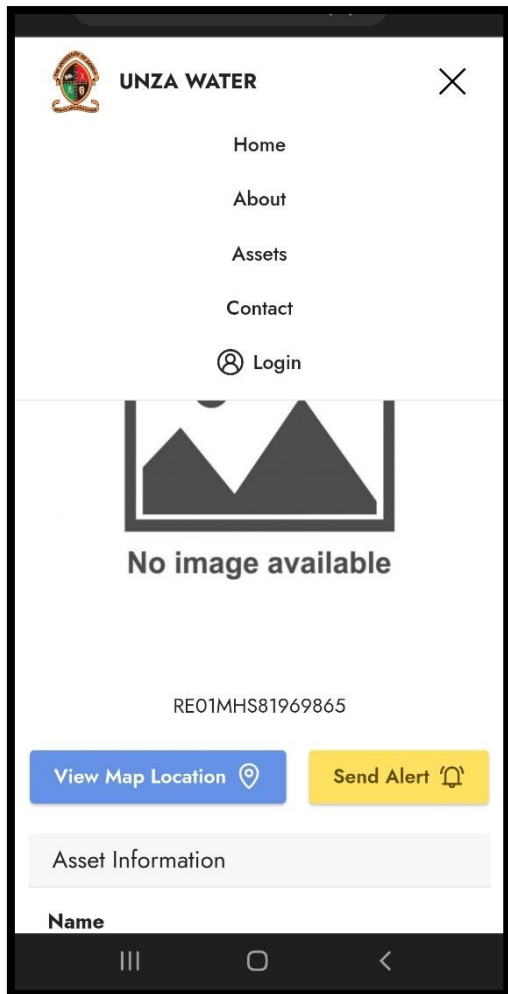 UNZA WATER
Home
About
Assets
Contact
Login
No image available
RE01MHS81969865
View Map Location
Send Alert
Asset Information
Name